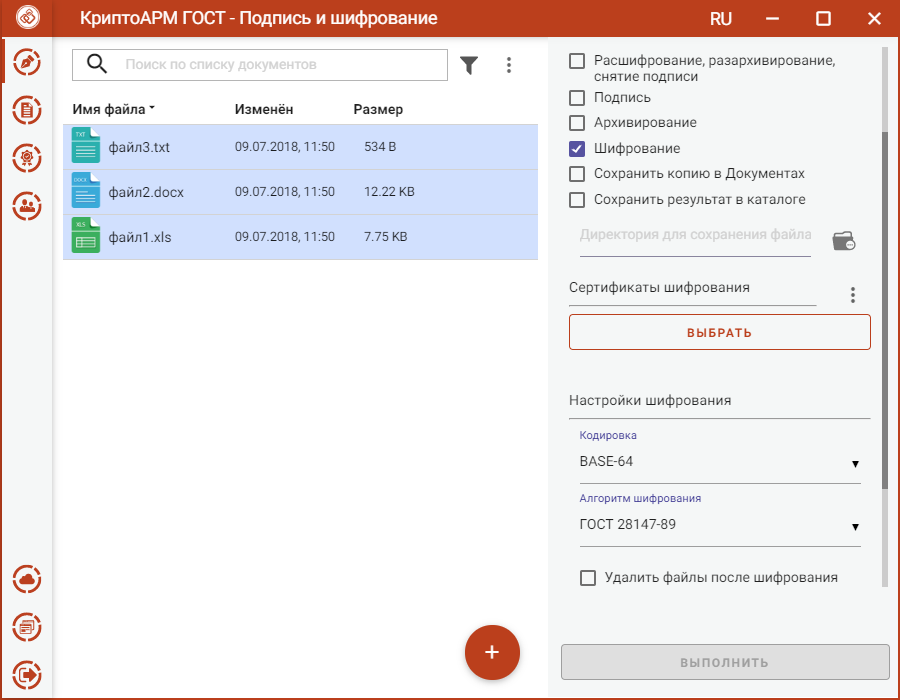 КриптоАРМ ГОСТ - Подпись и шифрование
RU
Поиск по списку документов
Имя файла Изменён Размер
TXT
файл3.txt 09.07.2018, 11:50 534 B
DOCX
файл2.docx 09.07.2018, 11:50 12.22 KB
XLS
файл1.xls 09.07.2018, 11:50 7.75 KB
Расшифрование, разархивирование,
снятие подписи
Подпись
Архивирование
Шифрование
Сохранить копию в Документах
Сохранить результат в каталоге
Директория для сохранения файла
Сертификаты шифрования
ВЫБРАТЬ
Настройки шифрования
Кодировка
BASE-64
Алгоритм шифрования
ГОСТ 28147-89
Удалить файлы после шифрования
ВЫПОЛНИТЬ